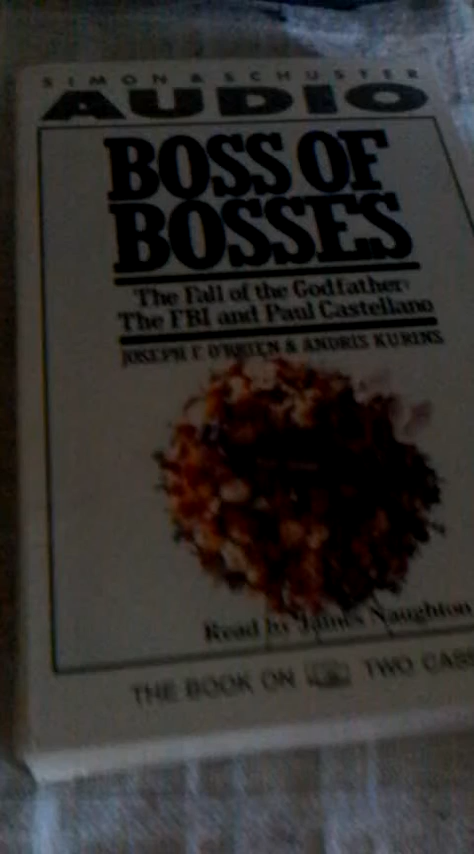 SIMON & SCHUSTER
AUDIO
BOSS OF
BOSSES
The Fall of the Godfather:
The FBI and Paul Castellano
JOSEPH F. O'BRIEN & ANDRIS KURINS
Read by James Naughton
THE BOOK ON TWO CASS